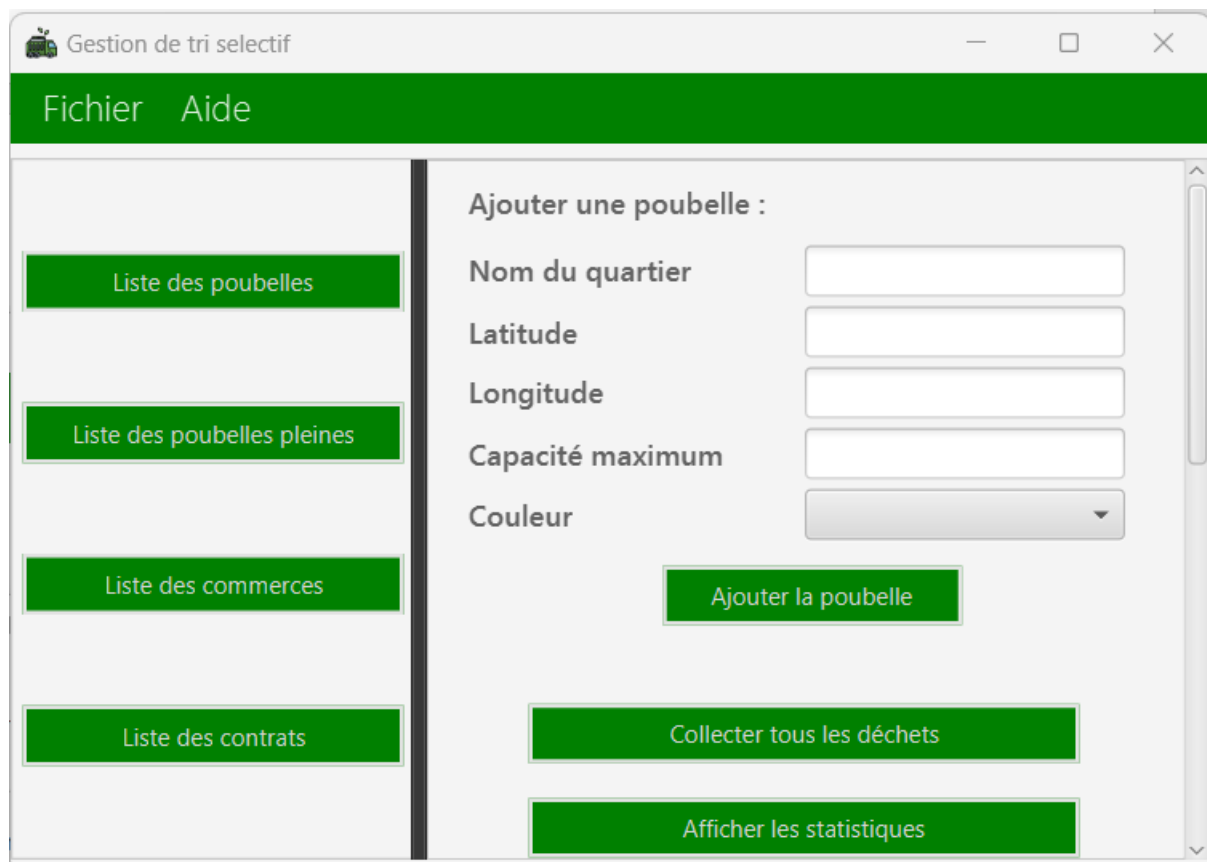 Gestion de tri selectif
Fichier Aide
Liste des poubelles
Liste des poubelles pleines
Liste des commerces
Liste des contrats
Ajouter une poubelle :
Nom du quartier
Latitude
Longitude
Capacité maximum
Couleur
Ajouter la poubelle
Collecter tous les déchets
Afficher les statistiques